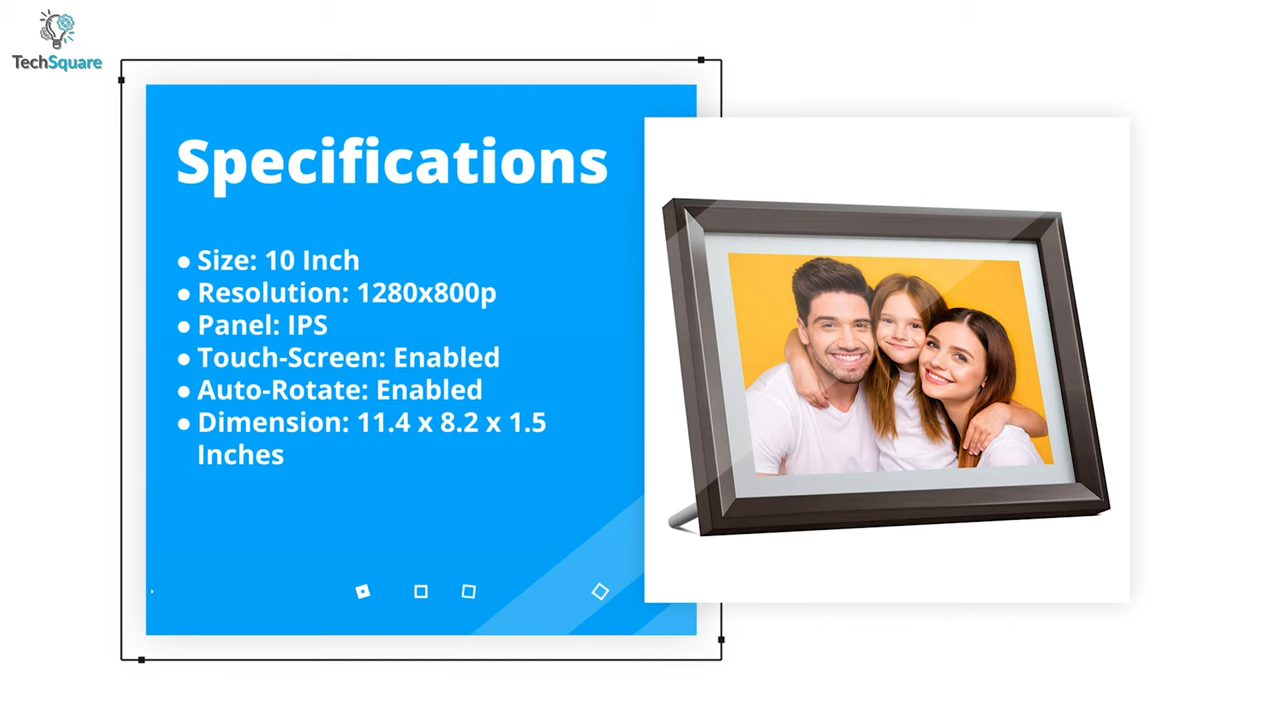 TechSquare
Specifications
● Size: 10 Inch
● Resolution: 1280x800p
● Panel: IPS
● Touch-Screen: Enabled
● Auto-Rotate: Enabled
● Dimension: 11.4 x 8.2 x 1.5
Inches